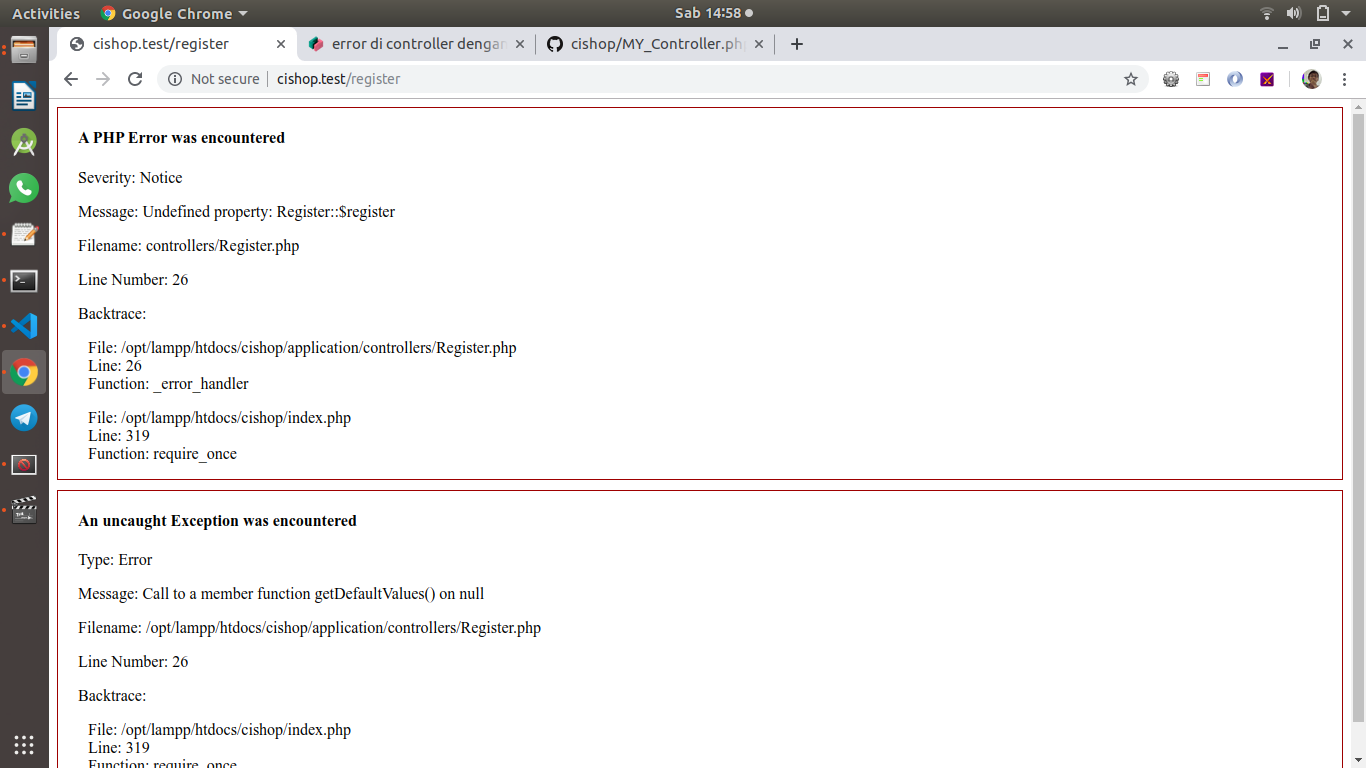 Activities
Google Chrome
Sab 14:58
cishop.test/register
error di controller dengan
cishop/MY_Controller.php
Not secure
cishop.test/register
A PHP Error was encountered
Severity: Notice
Message: Undefined property: Register::$register
Filename: controllers/Register.php
Line Number: 26
Backtrace:
File: /opt/lampp/htdocs/cishop/application/controllers/Register.php
Line: 26
Function: _error_handler
File: /opt/lampp/htdocs/cishop/index.php
Line: 319
Function: require_once
An uncaught Exception was encountered
Type: Error
Message: Call to a member function getDefaultValues() on null
Filename: /opt/lampp/htdocs/cishop/application/controllers/Register.php
Line Number: 26
Backtrace:
File: /opt/lampp/htdocs/cishop/index.php
Line: 319
Function: require_once